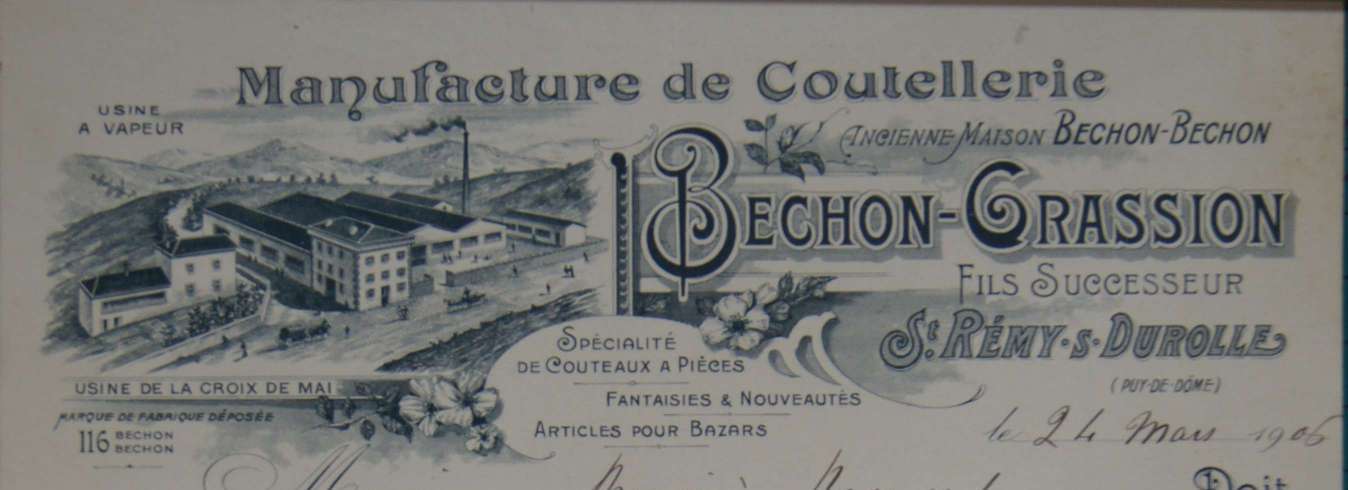 Manufacture de Coutellerie
USINE
A VAPEUR
ANCIENNE MAISON BECHON-BECHON
BECHON-GRASSION
FILS SUCCESSEUR
St. RÉMY-S-DUROLLE
(PUY-DE-DÔME)
SPÉCIALITÉ
DE COUTEAUX A PIÈCES
FANTAISIES & NOUVEAUTÉS
ARTICLES POUR BAZARS
USINE DE LA CROIX DE MAI
MARQUE DE FABRIQUE DÉPOSÉE
116 BECHON
BECHON
le 24 Mars 1906
Doit